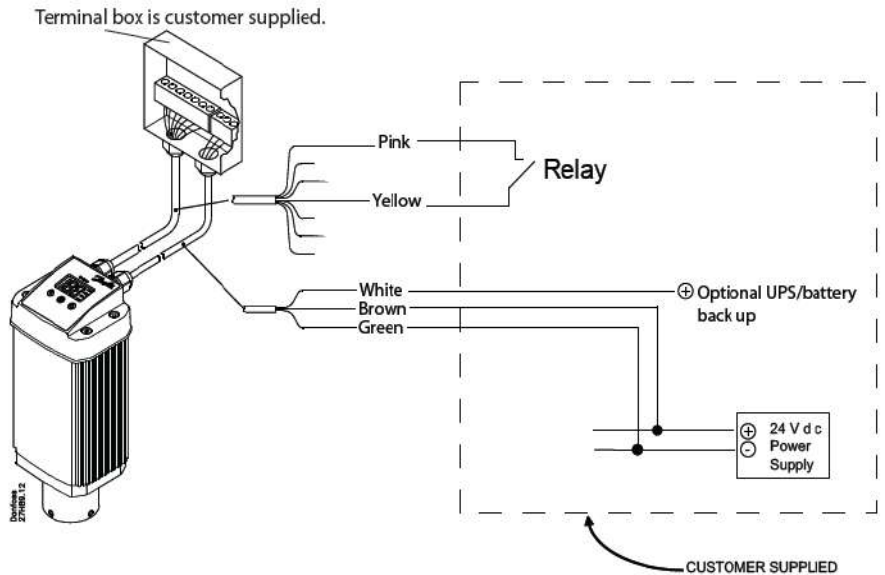 Terminal box is customer supplied.
Pink
Relay
Yellow
White
⊕ Optional UPS/battery
back up
Brown
Green
⊕ 24 V d c
⊖ Power
Supply
Danfoss
27H89.12
CUSTOMER SUPPLIED